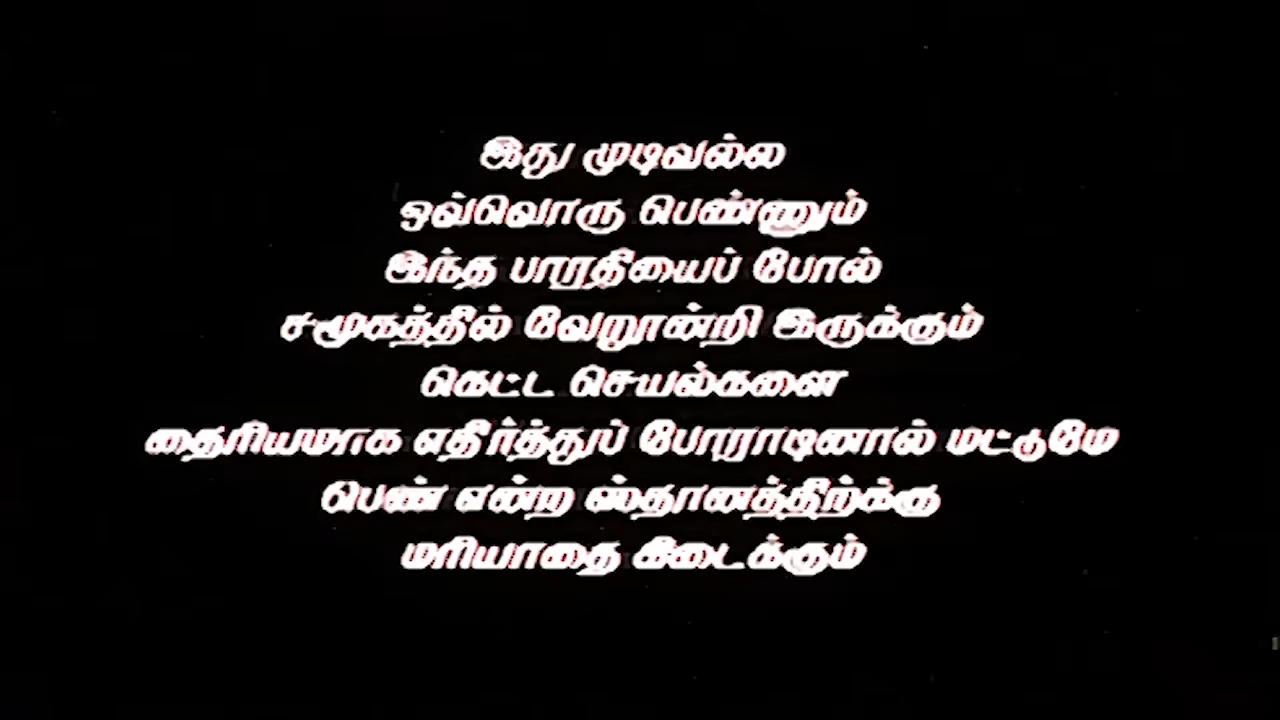 இது முடிவல்ல
ஒவ்வொரு பெண்ணும்
இந்த பாரதியைப் போல்
சமூகத்தில் வேறூன்றி இருக்கும்
கெட்ட செயல்களை
தைரியமாக எதிர்த்துப் போராடினால் மட்டுமே
பெண் என்ற ஸ்தானத்திற்க்கு
மரியாதை கிடைக்கும்